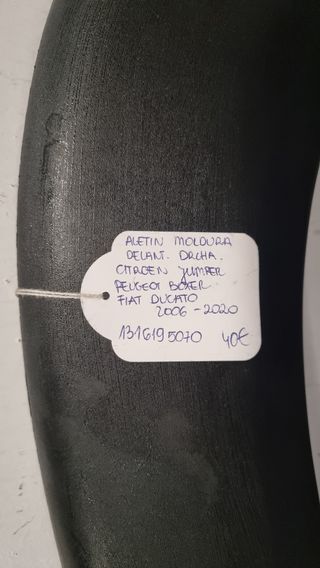 ALETIN MOLDURA
DELANT. DRCHA.
CITROEN JUMPER
PEUGEOT BOXER
FIAT DUCATO
2006-2020
1316195070 40€